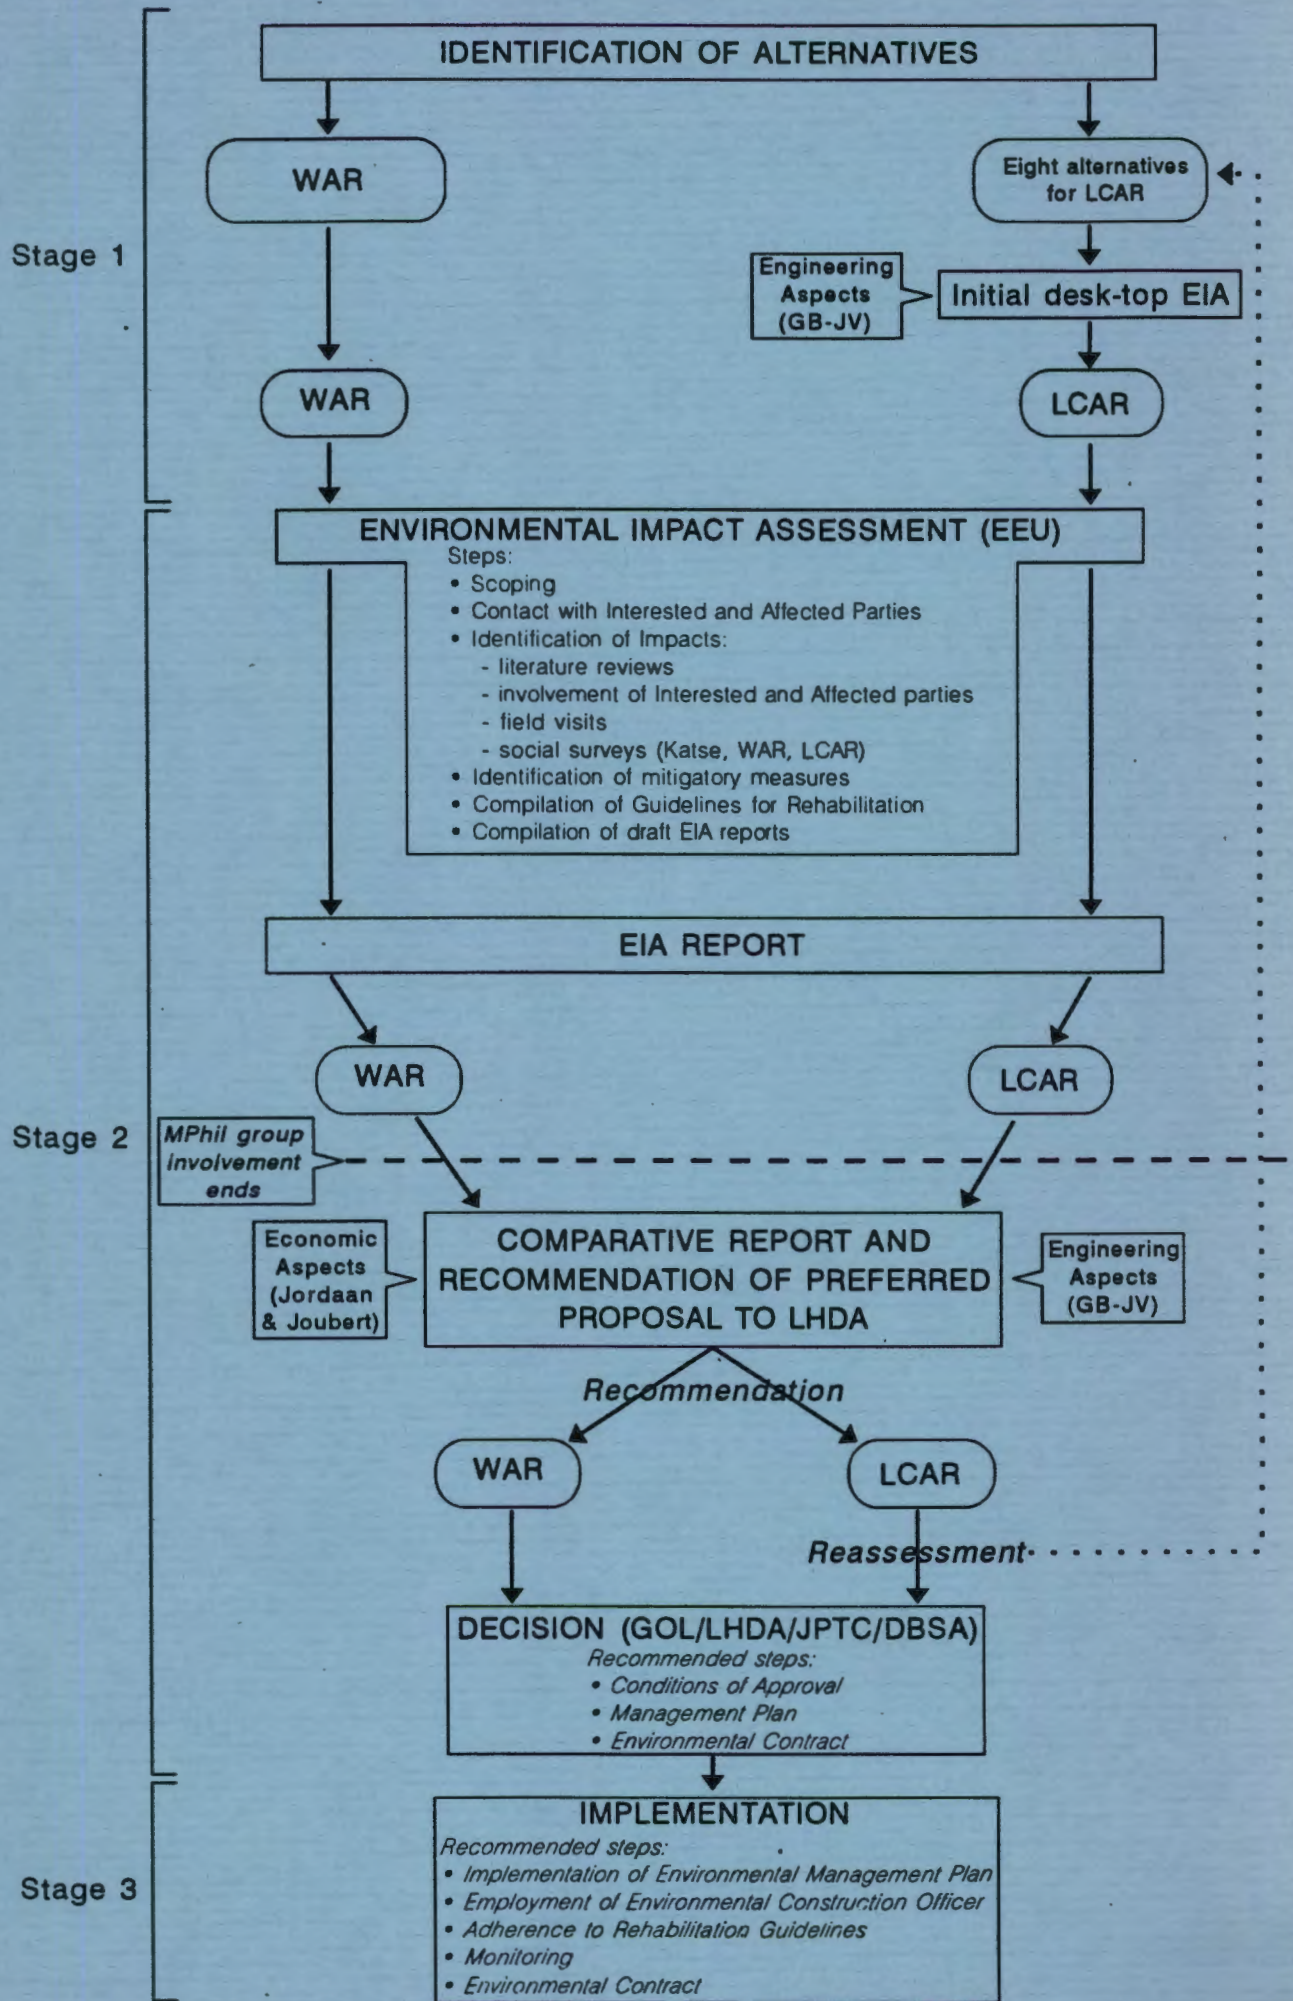 IDENTIFICATION OF ALTERNATIVES
WAR
Eight alternatives
for LCAR
Stage 1
Engineering
Aspects
(GB-JV)
Initial desk-top EIA
WAR
LCAR
ENVIRONMENTAL IMPACT ASSESSMENT (EEU)
Steps:
• Scoping
• Contact with Interested and Affected Parties
• Identification of Impacts:
- literature reviews
- involvement of Interested and Affected parties
- field visits
- social surveys (Katse, WAR, LCAR)
• Identification of mitigatory measures
• Compilation of Guidelines for Rehabilitation
• Compilation of draft EIA reports
EIA REPORT
WAR
LCAR
Stage 2
MPhil group
involvement
ends
Economic
Aspects
(Jordaan
& Joubert)
COMPARATIVE REPORT AND
RECOMMENDATION OF PREFERRED
PROPOSAL TO LHDA
Engineering
Aspects
(GB-JV)
Recommendation
WAR
LCAR
Reassessment
DECISION (GOL/LHDA/JPTC/DBSA)
Recommended steps:
• Conditions of Approval
• Management Plan
• Environmental Contract
Stage 3
IMPLEMENTATION
Recommended steps:
• Implementation of Environmental Management Plan
• Employment of Environmental Construction Officer
• Adherence to Rehabilitation Guidelines
• Monitoring
• Environmental Contract